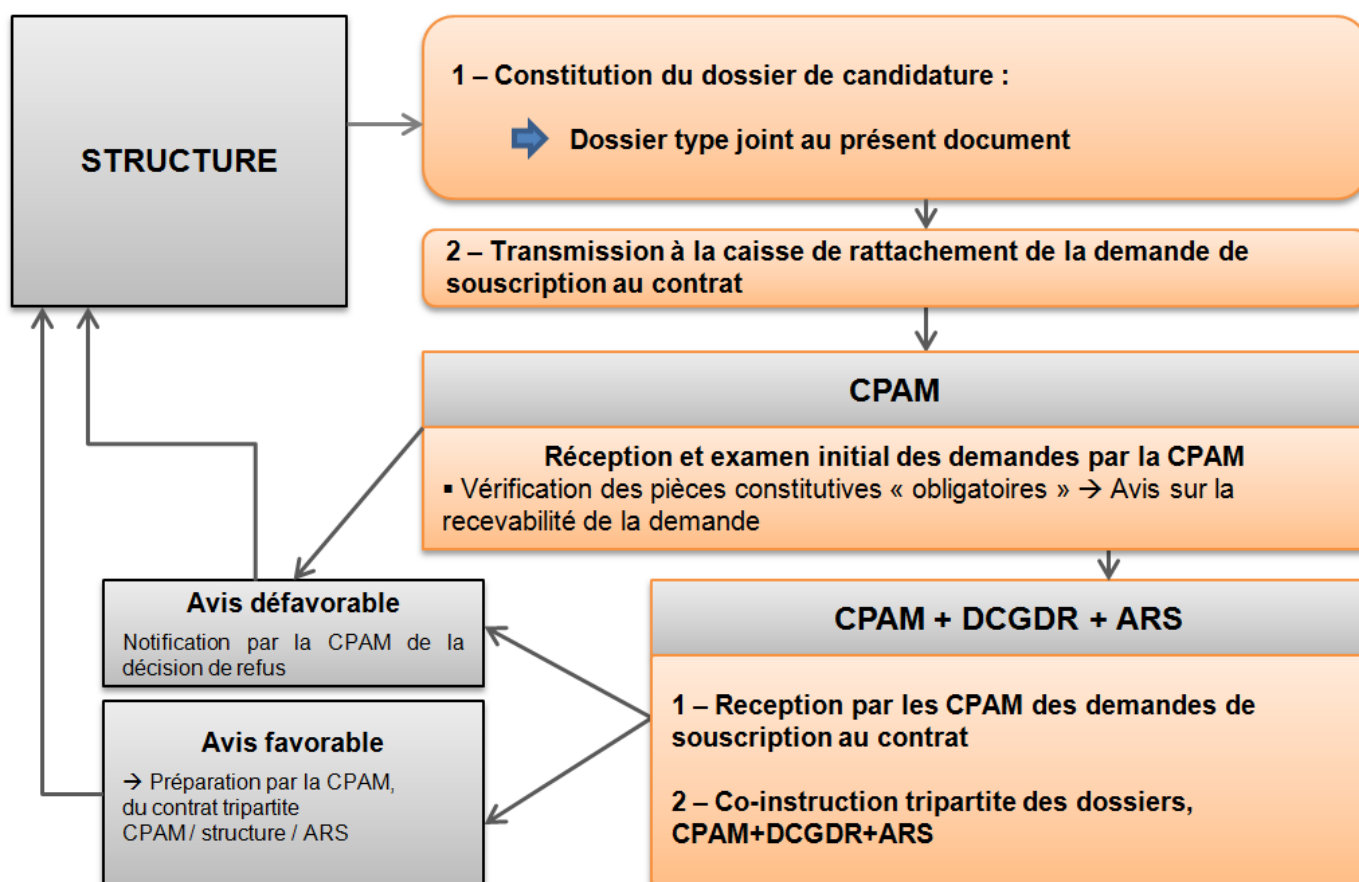 STRUCTURE
1 – Constitution du dossier de candidature :
Dossier type joint au présent document
2 – Transmission à la caisse de rattachement de la demande de
souscription au contrat
CPAM
Réception et examen initial des demandes par la CPAM
▪ Vérification des pièces constitutives « obligatoires » → Avis sur la
recevabilité de la demande
Avis défavorable
Notification par la CPAM de la
décision de refus
Avis favorable
→ Préparation par la CPAM,
du contrat tripartite
CPAM / structure / ARS
CPAM + DCGDR + ARS
1 – Reception par les CPAM des demandes de
souscription au contrat
2 – Co-instruction tripartite des dossiers,
CPAM+DCGDR+ARS